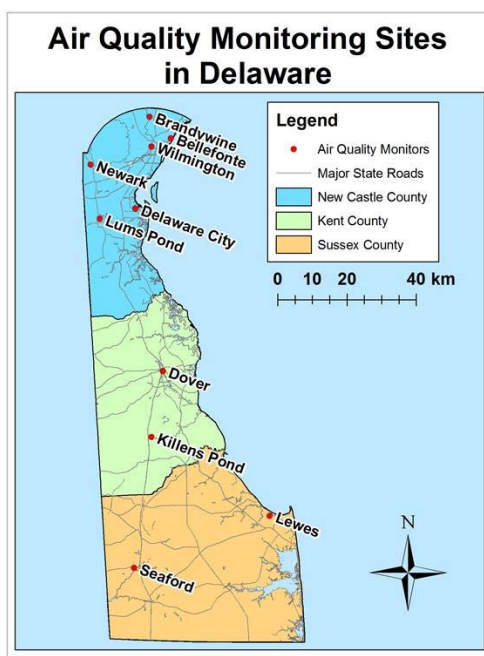 Air Quality Monitoring Sites
in Delaware
Legend
Air Quality Monitors
Major State Roads
New Castle County
Kent County
Sussex County
0 10 20 40 km
Brandywine
Bellefonte
Wilmington
Newark
Delaware City
Lums Pond
Dover
Killens Pond
Lewes
Seaford
N